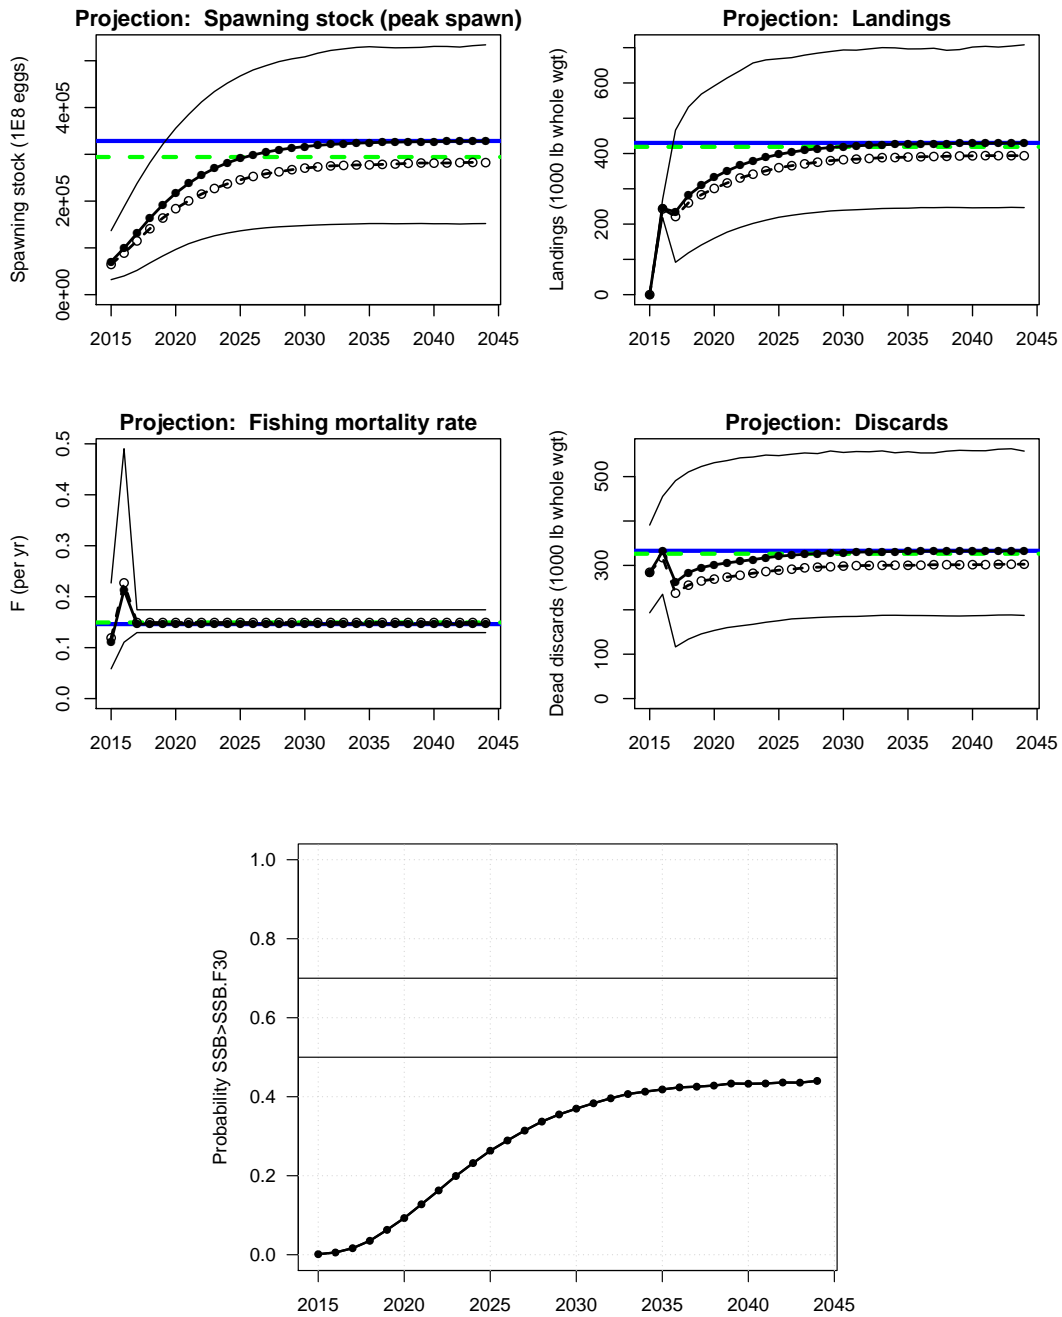 Projection:  Spawning stock (peak spawn)
Spawning stock (1E8 eggs)
0e+00 2e+05 4e+05
2015 2020 2025 2030 2035 2040 2045
Projection:  Landings
Landings (1000 lb whole wgt)
0 200 400 600
2015 2020 2025 2030 2035 2040 2045
Projection:  Fishing mortality rate
F (per yr)
0.0 0.1 0.2 0.3 0.4 0.5
2015 2020 2025 2030 2035 2040 2045
Projection:  Discards
Dead discards (1000 lb whole wgt)
0 100 300 500
2015 2020 2025 2030 2035 2040 2045
Probability SSB>SSB.F30
1.0
0.8
0.6
0.4
0.2
0.0
2015 2020 2025 2030 2035 2040 2045